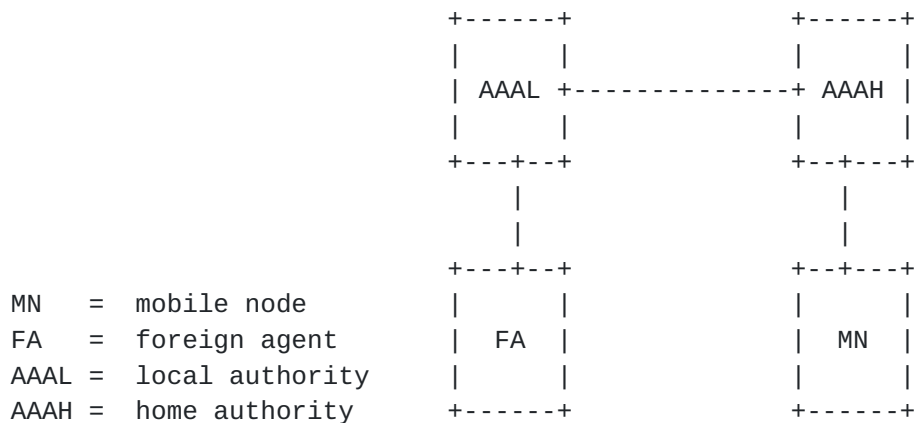 AAAL AAAH
MN = mobile node
FA = foreign agent FA MN
AAAL = local authority
AAAH = home authority